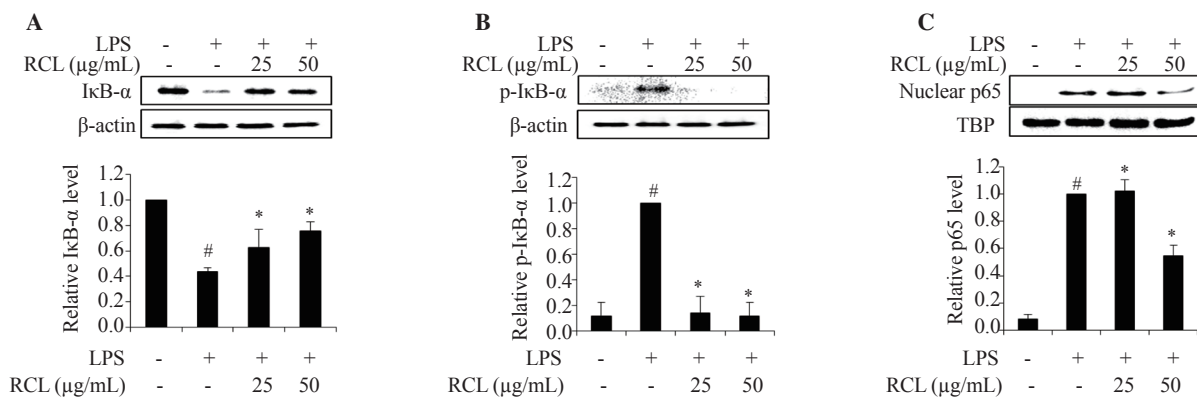 A
LPS - + + +
RCL (µg/mL) - - 25 50
IκB-α
β-actin
Relative IκB-α level
1.2
1.0
0.8
0.6
0.4
0.2
0.0
#
*
*
LPS - + + +
RCL (µg/mL) - - 25 50
B
LPS - + + +
RCL (µg/mL) - - 25 50
p-IκB-α
β-actin
Relative p-IκB-α level
1.2
1.0
0.8
0.6
0.4
0.2
0.0
#
*
*
LPS - + + +
RCL (µg/mL) - - 25 50
C
LPS - + + +
RCL (µg/mL) - - 25 50
Nuclear p65
TBP
Relative p65 level
1.2
1.0
0.8
0.6
0.4
0.2
0.0
#
*
*
LPS - + + +
RCL (µg/mL) - - 25 50